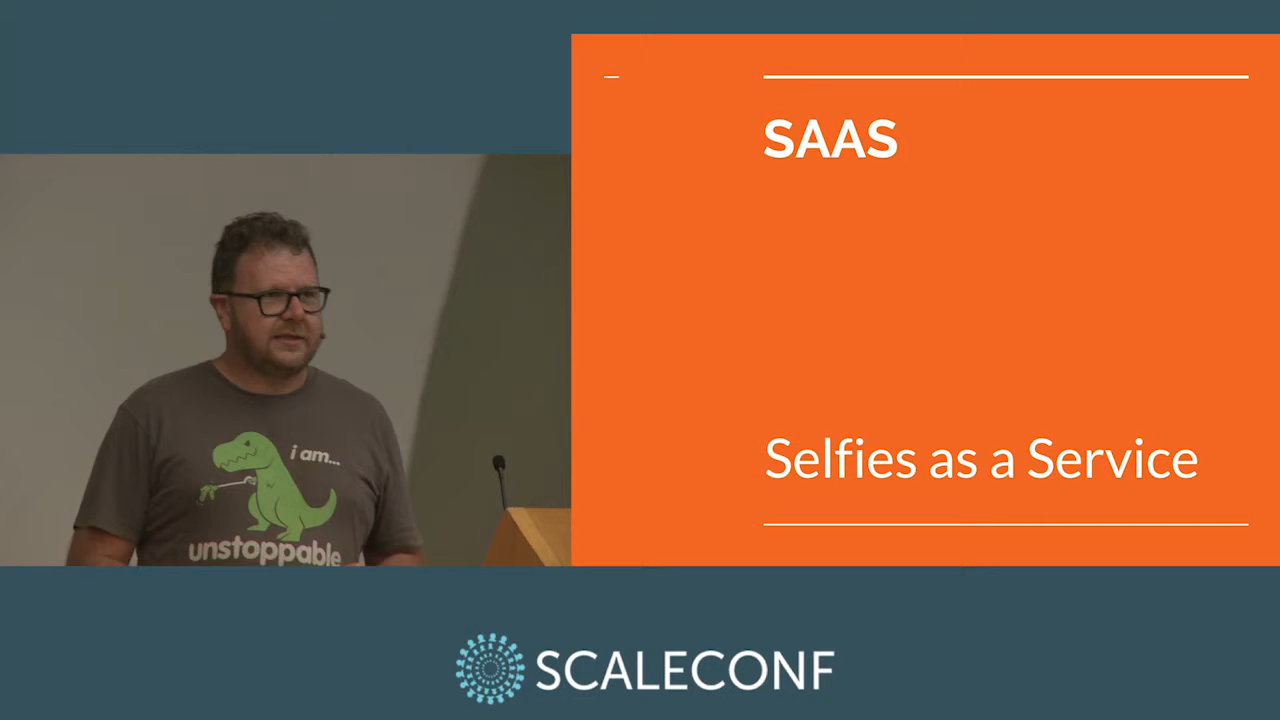 SAAS
Selfies as a Service
i am...
unstoppable
SCALECONF